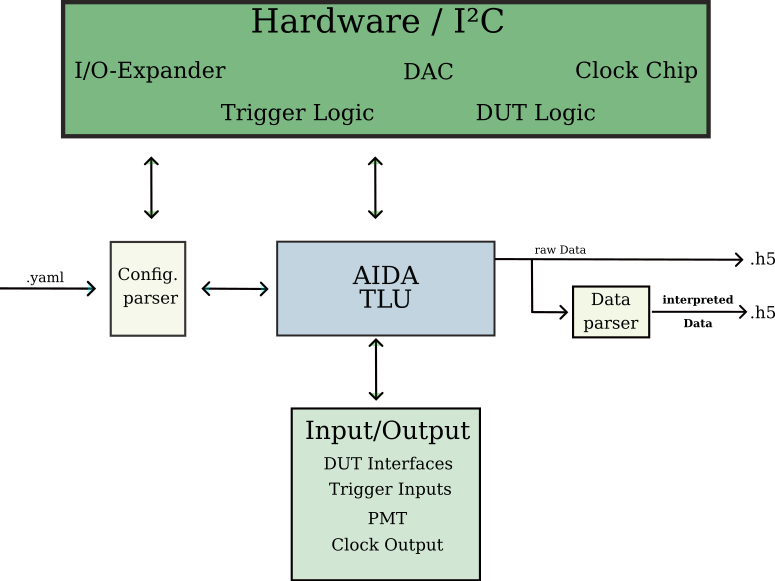 Hardware / I²C
I/O-Expander
DAC
Clock Chip
Trigger Logic
DUT Logic
.yaml
Config.
parser
AIDA
TLU
raw Data
.h5
Data
parser
interpreted
Data
.h5
Input/Output
DUT Interfaces
Trigger Inputs
PMT
Clock Output